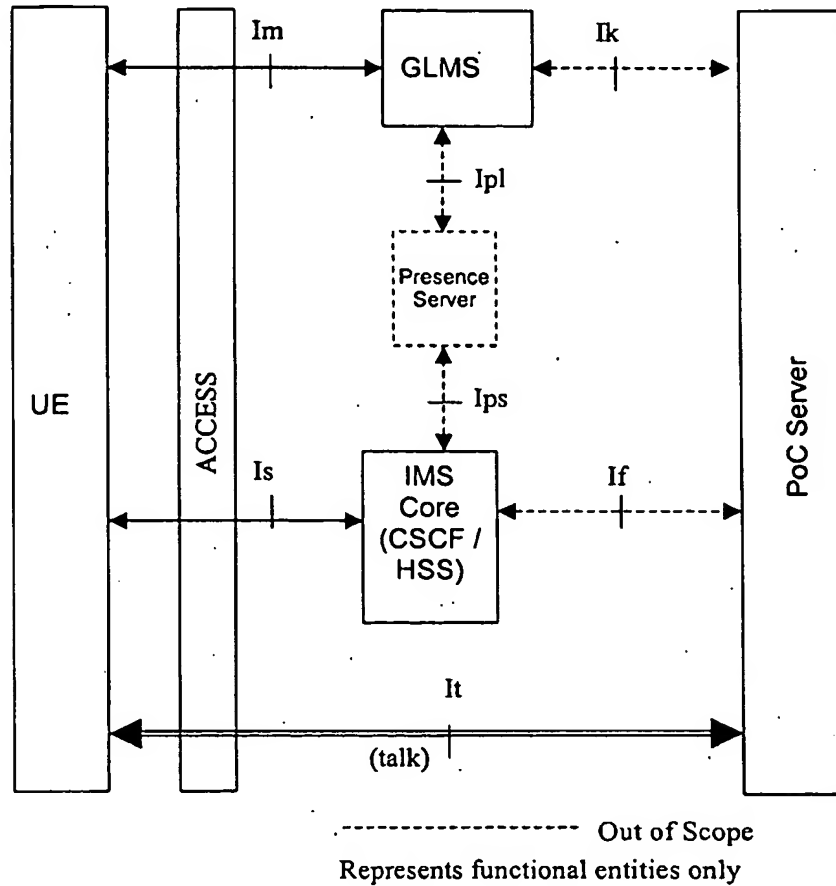 Im
Ik
GLMS
Ipl
Presence
Server
Ips
UE
ACCESS
PoC Server
Is
IMS
Core
(CSCF /
HSS)
If
It
(talk)
Out of Scope
Represents functional entities only